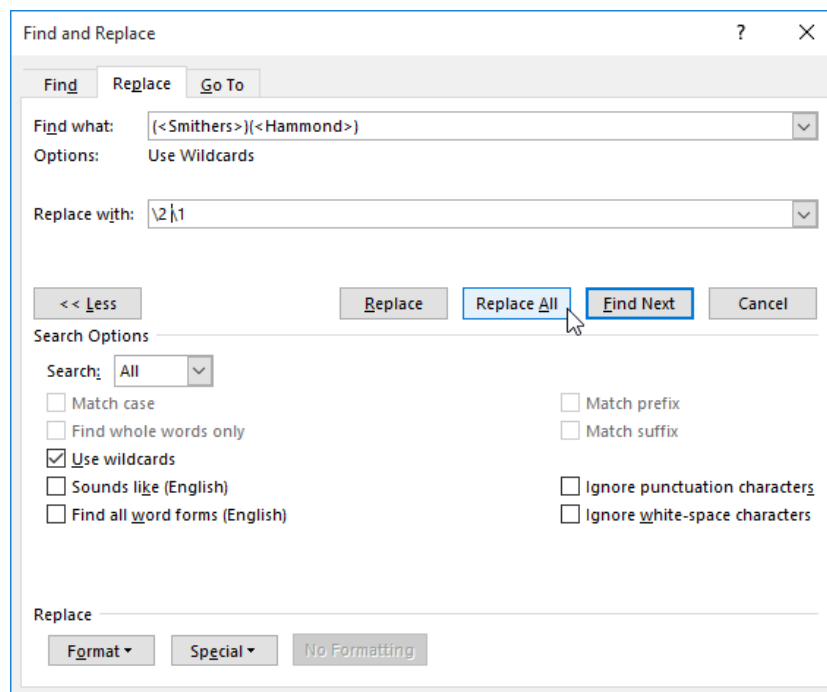 Find and Replace ?
Find Replace Go To
Find what: (<Smithers>)(<Hammond>)
Options: Use Wildcards
Replace with: \2 \1
<< Less Replace Replace All Find Next Cancel
Search Options
Search: All
Match case Match prefix
Find whole words only Match suffix
Use wildcards
Sounds like (English) Ignore punctuation characters
Find all word forms (English) Ignore white-space characters
Replace
Format Special No Formatting